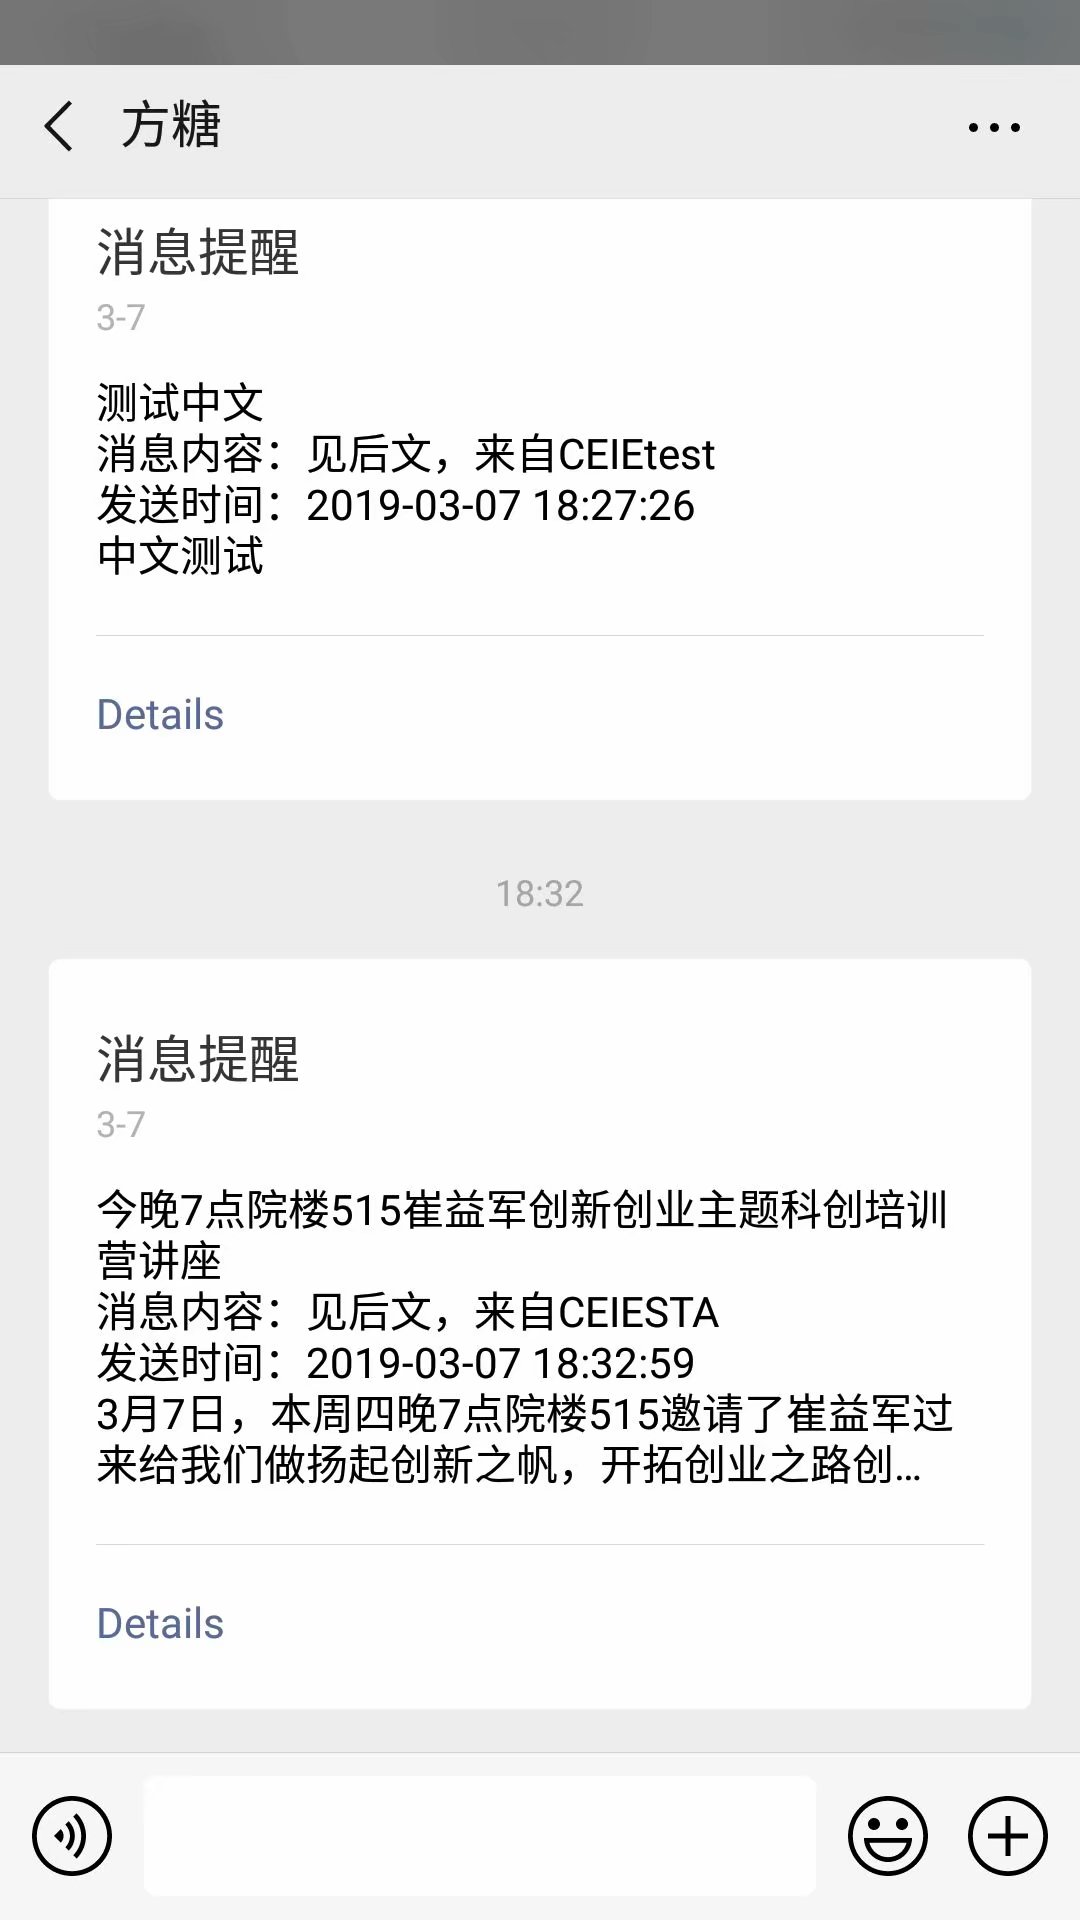 方糖
消息提醒
3-7
测试中文
消息内容：见后文，来自CEIEtest
发送时间：2019-03-07 18:27:26
中文测试
Details
18:32
消息提醒
3-7
今晚7点院楼515崔益军创新创业主题科创培训
营讲座
消息内容：见后文，来自CEIESTA
发送时间：2019-03-07 18:32:59
3月7日，本周四晚7点院楼515邀请了崔益军过
来给我们做扬起创新之帆，开拓创业之路创...
Details